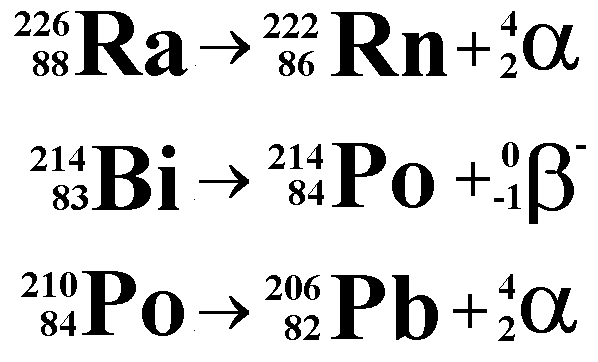 ²²⁶₈₈Ra → ²²²₈₆Rn + ⁴₂α
²¹⁴₈₃Bi → ²¹⁴₈₄Po + ⁰₋₁β⁻
²¹⁰₈₄Po → ²⁰⁶₈₂Pb + ⁴₂α